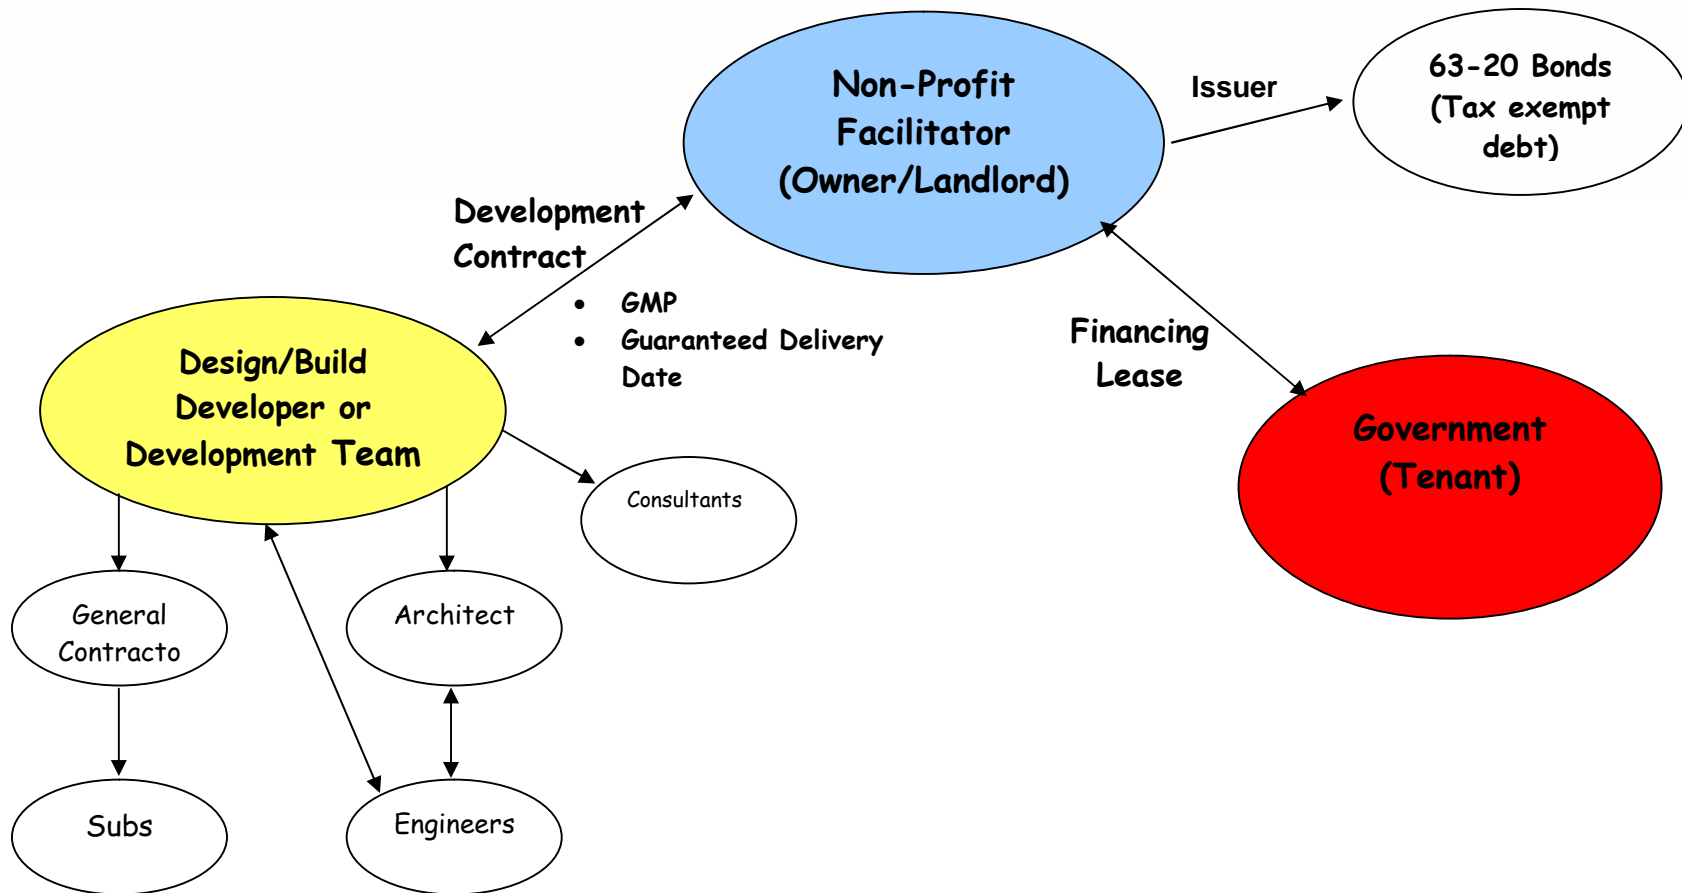 Non-Profit
Facilitator
(Owner/Landlord)
Issuer
63-20 Bonds
(Tax exempt
debt)
Development
Contract
• GMP
• Guaranteed Delivery
Date
Financing
Lease
Design/Build
Developer or
Development Team
Government
(Tenant)
Consultants
General
Contracto
Architect
Subs
Engineers